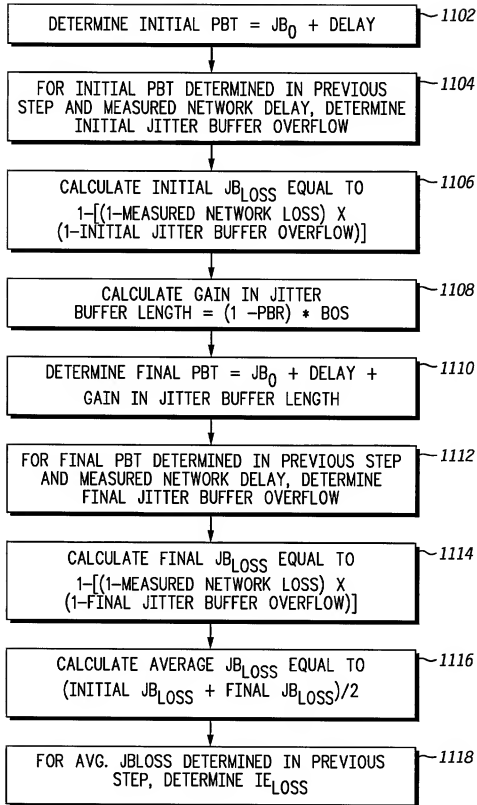 DETERMINE INITIAL PBT = JB0 + DELAY
1102
FOR INITIAL PBT DETERMINED IN PREVIOUS
STEP AND MEASURED NETWORK DELAY, DETERMINE
INITIAL JITTER BUFFER OVERFLOW
1104
CALCULATE INITIAL JBLOSS EQUAL TO
1-[(1-MEASURED NETWORK LOSS) X
(1-INITIAL JITTER BUFFER OVERFLOW)]
1106
CALCULATE GAIN IN JITTER
BUFFER LENGTH = (1 -PBR) * BOS
1108
DETERMINE FINAL PBT = JB0 + DELAY +
GAIN IN JITTER BUFFER LENGTH
1110
FOR FINAL PBT DETERMINED IN PREVIOUS STEP
AND MEASURED NETWORK DELAY, DETERMINE
FINAL JITTER BUFFER OVERFLOW
1112
CALCULATE FINAL JBLOSS EQUAL TO
1-[(1-MEASURED NETWORK LOSS) X
(1-FINAL JITTER BUFFER OVERFLOW)]
1114
CALCULATE AVERAGE JBLOSS EQUAL TO
(INITIAL JBLOSS + FINAL JBLOSS)/2
1116
FOR AVG. JBLOSS DETERMINED IN PREVIOUS
STEP, DETERMINE IELOSS
1118